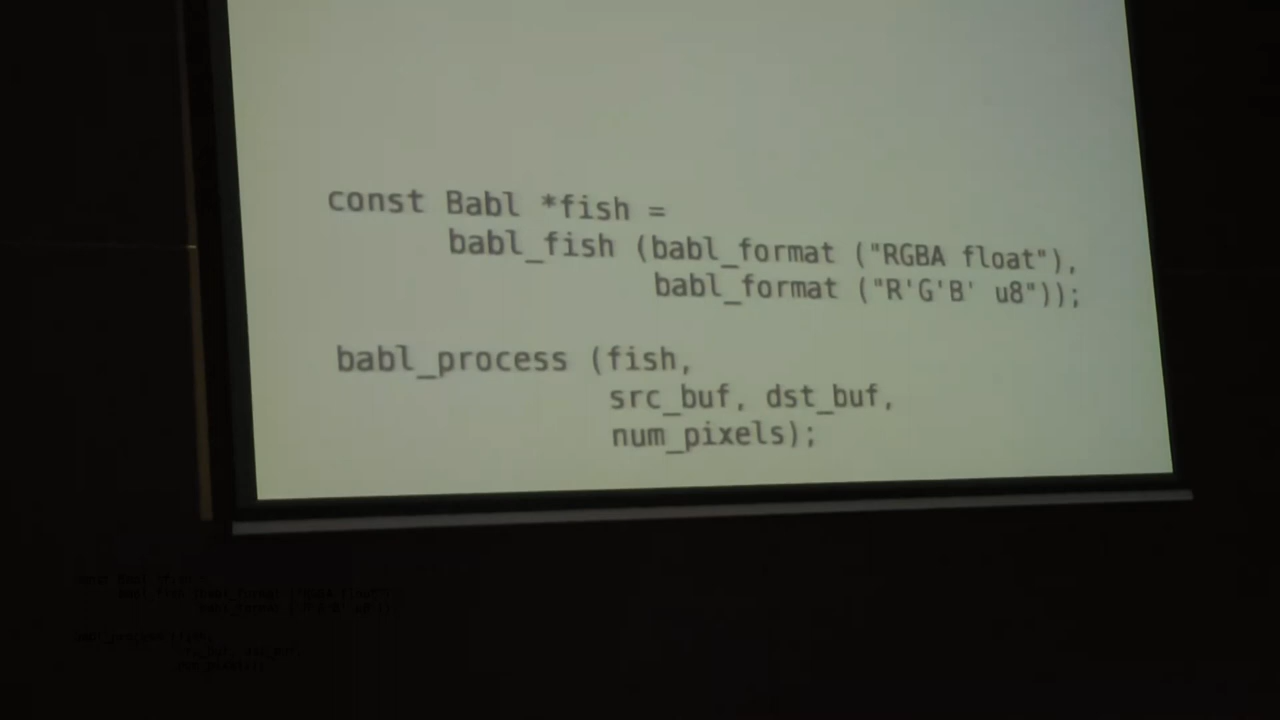 const Babl *fish =
babl_fish (babl_format ("RGBA float"),
babl_format ("R'G'B' u8"));
babl_process (fish,
src_buf, dst_buf,
num_pixels);